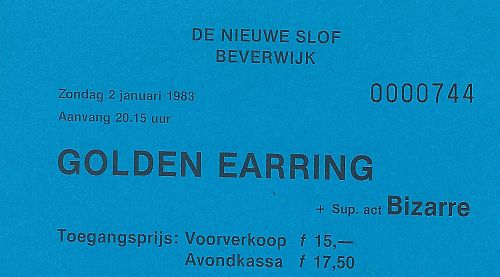 DE NIEUWE SLOF
BEVERWIJK
Zondag 2 januari 1983
0000744
Aanvang 20.15 uur
GOLDEN EARRING
+ Sup. act Bizarre
Toegangsprijs: Voorverkoop f 15,—
Avondkassa f 17,50